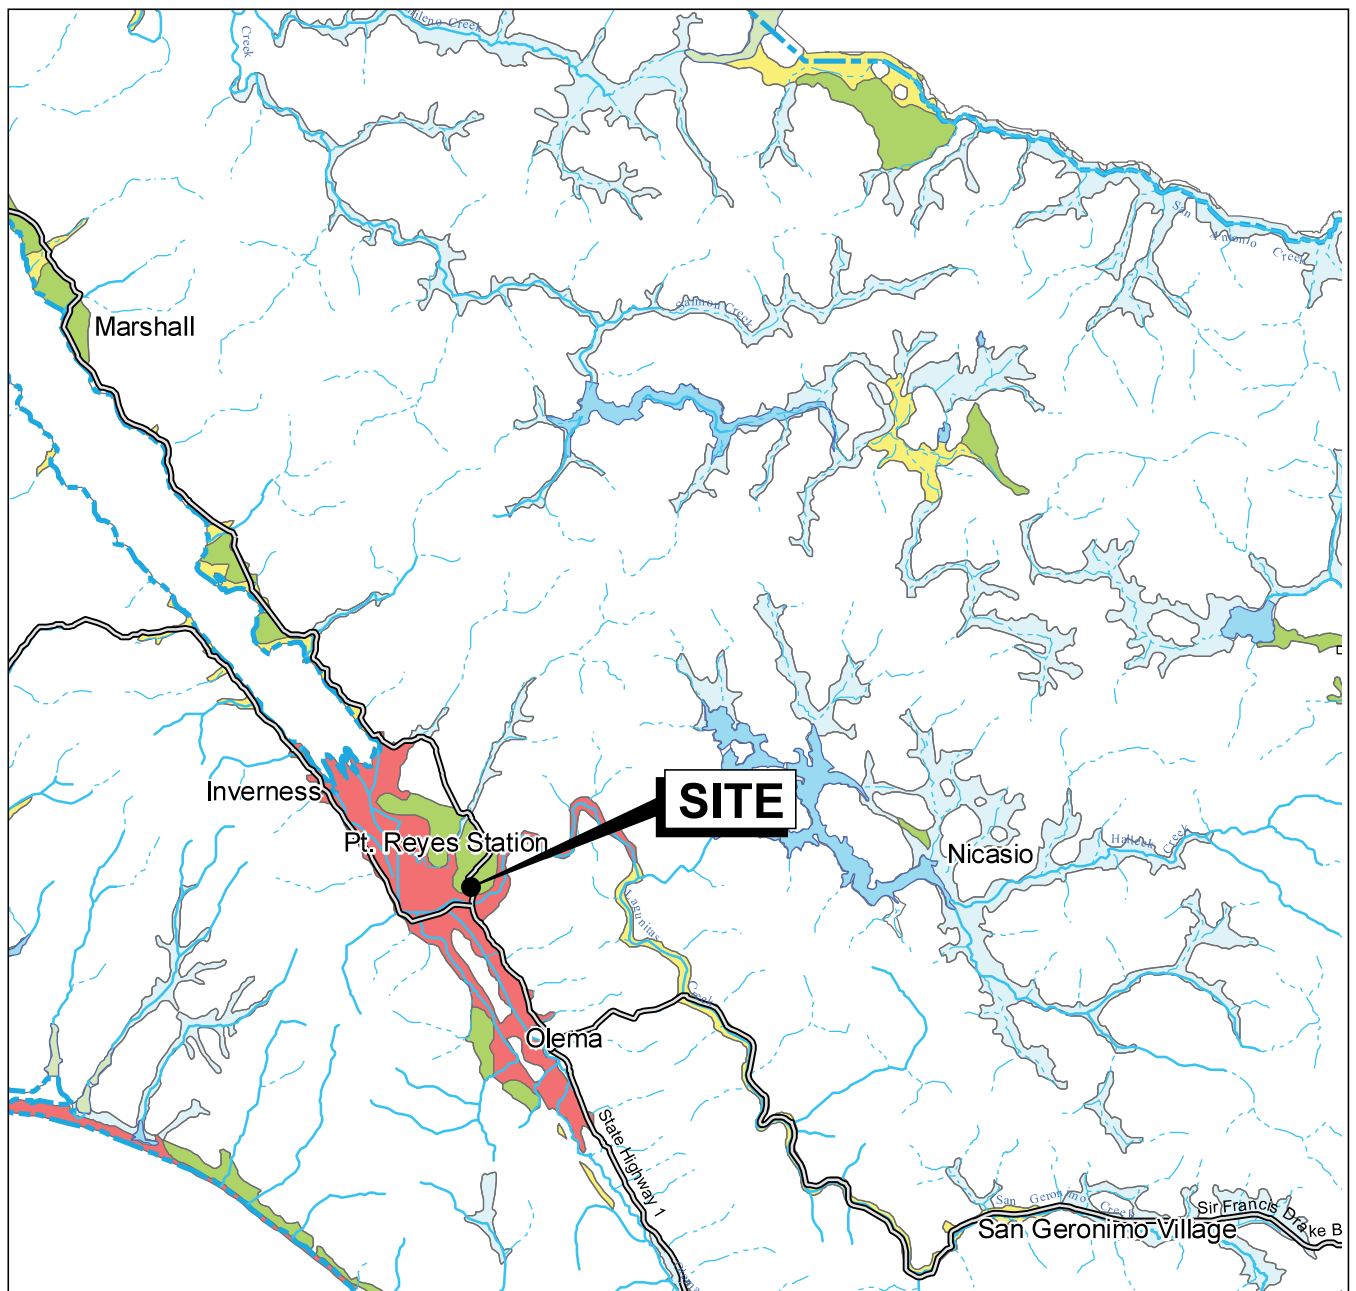 Creek
Creek
San
Antonio
Creek
Salmon Creek
Marshall
SITE
Inverness
Pt. Reyes Station
Nicasio
Halleck
Creek
Lagunitas
Creek
Olema
State Highway 1
San Geronimo Creek
Sir Francis Drake B
San Geronimo Village